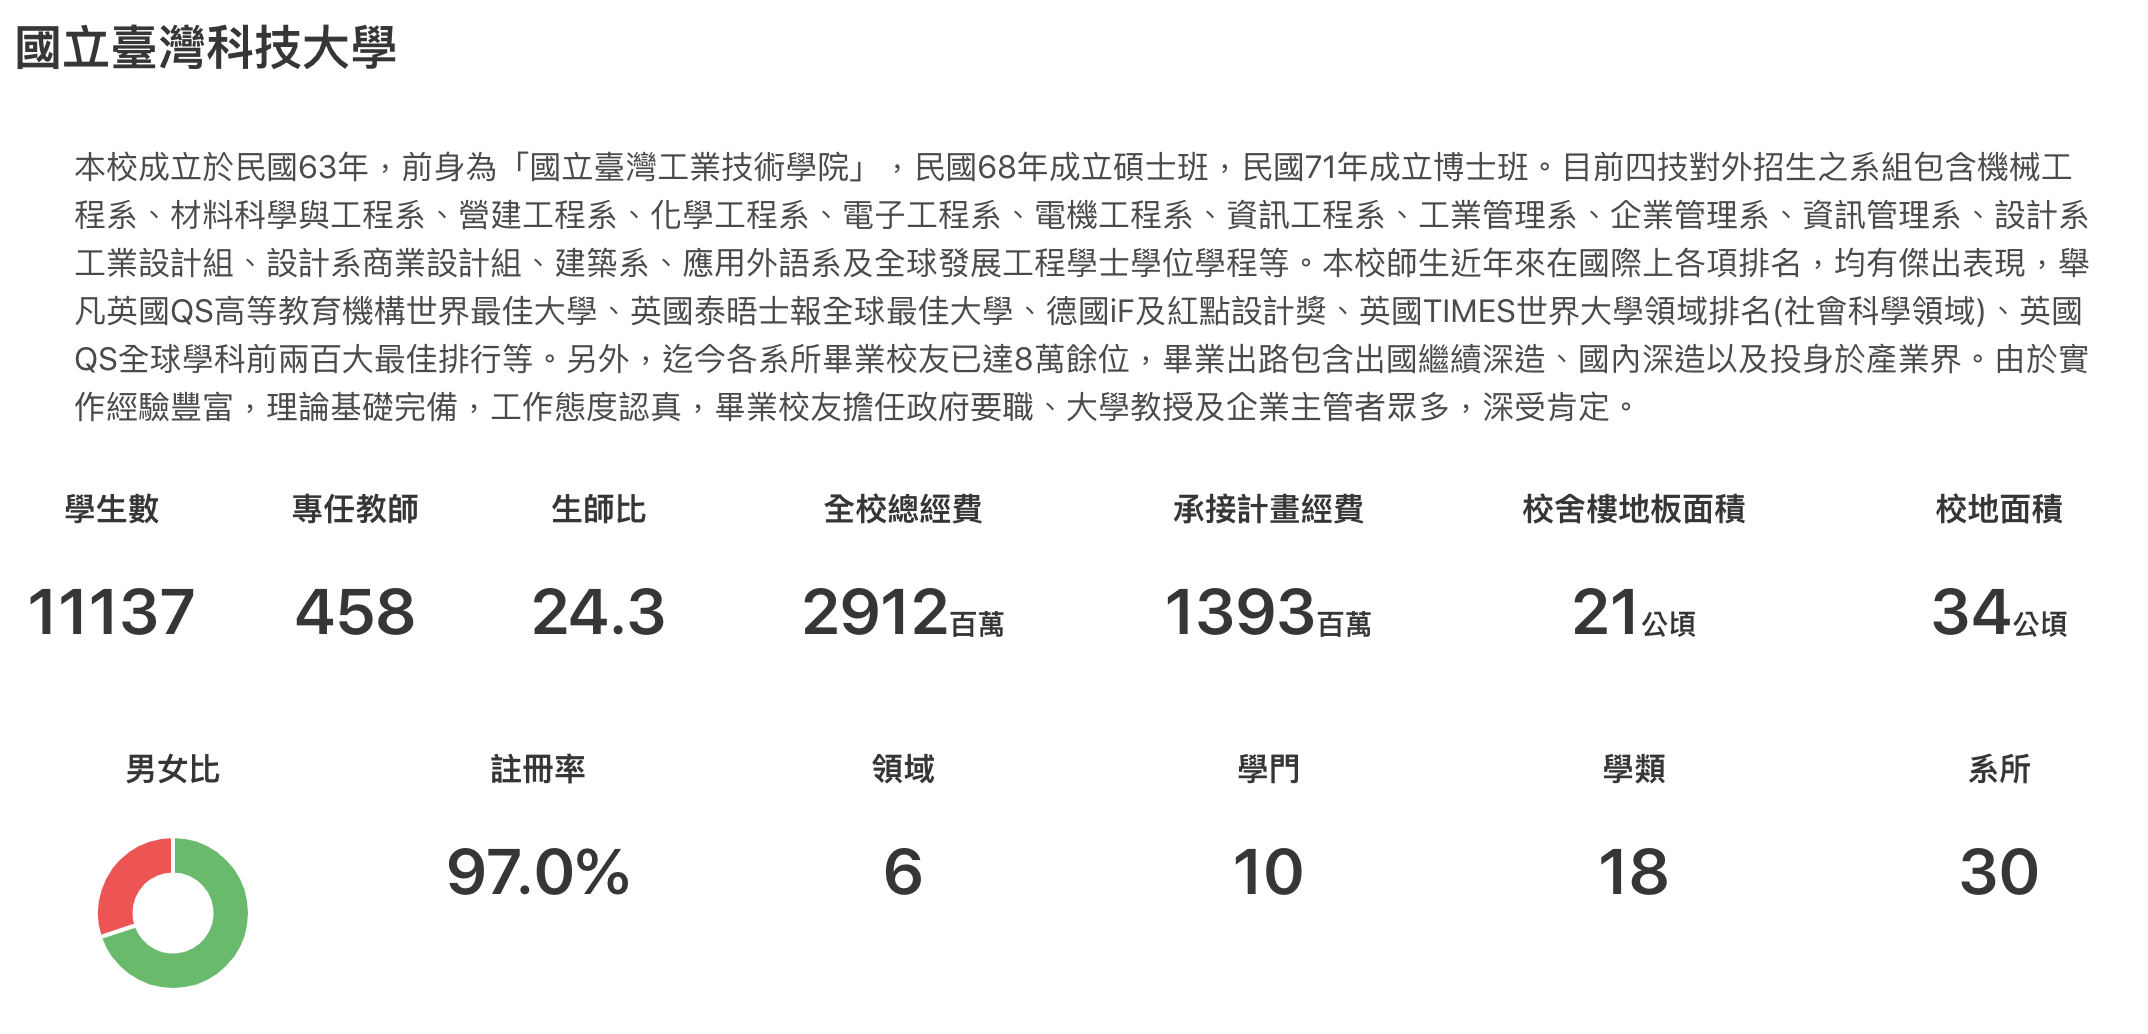 國立臺灣科技大學
本校成立於民國63年，前身為「國立臺灣工業技術學院」，民國68年成立碩士班，民國71年成立博士班。目前四技對外招生之系組包含機械工
程系、材料科學與工程系、營建工程系、化學工程系、電子工程系、電機工程系、資訊工程系、工業管理系、企業管理系、資訊管理系、設計系
工業設計組、設計系商業設計組、建築系、應用外語系及全球發展工程學士學位學程等。本校師生近年來在國際上各項排名，均有傑出表現，舉
凡英國QS高等教育機構世界最佳大學、英國泰晤士報全球最佳大學、德國iF及紅點設計獎、英國TIMES世界大學領域排名(社會科學領域)、英國
QS全球學科前兩百大最佳排行等。另外，迄今各系所畢業校友已達8萬餘位，畢業出路包含出國繼續深造、國內深造以及投身於產業界。由於實
作經驗豐富，理論基礎完備，工作態度認真，畢業校友擔任政府要職、大學教授及企業主管者眾多，深受肯定。
學生數 專任教師 生師比 全校總經費 承接計畫經費 校舍樓地板面積 校地面積
11137 458 24.3 2912百萬 1393百萬 21公頃 34公頃
男女比 註冊率 領域 學門 學類 系所
97.0% 6 10 18 30